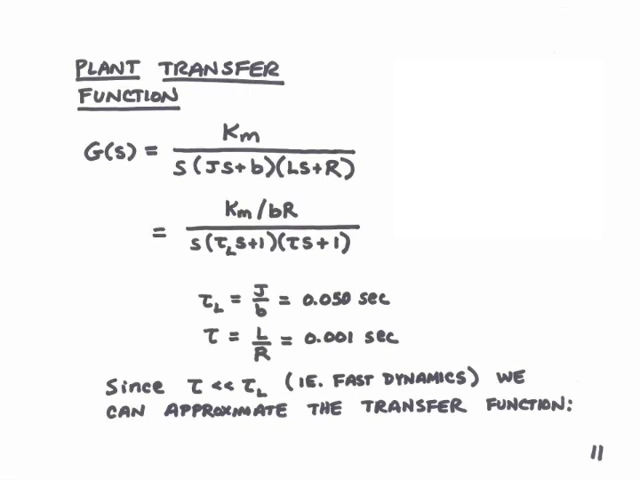 PLANT TRANSFER
FUNCTION
G(s) = Km / s(Js+b)(Ls+R)
= Km/bR / s(τLs+1)(τs+1)
τL = J/b = 0.050 sec
τ = L/R = 0.001 sec
Since τ << τL (IE. FAST DYNAMICS) WE
CAN APPROXIMATE THE TRANSFER FUNCTION:
11